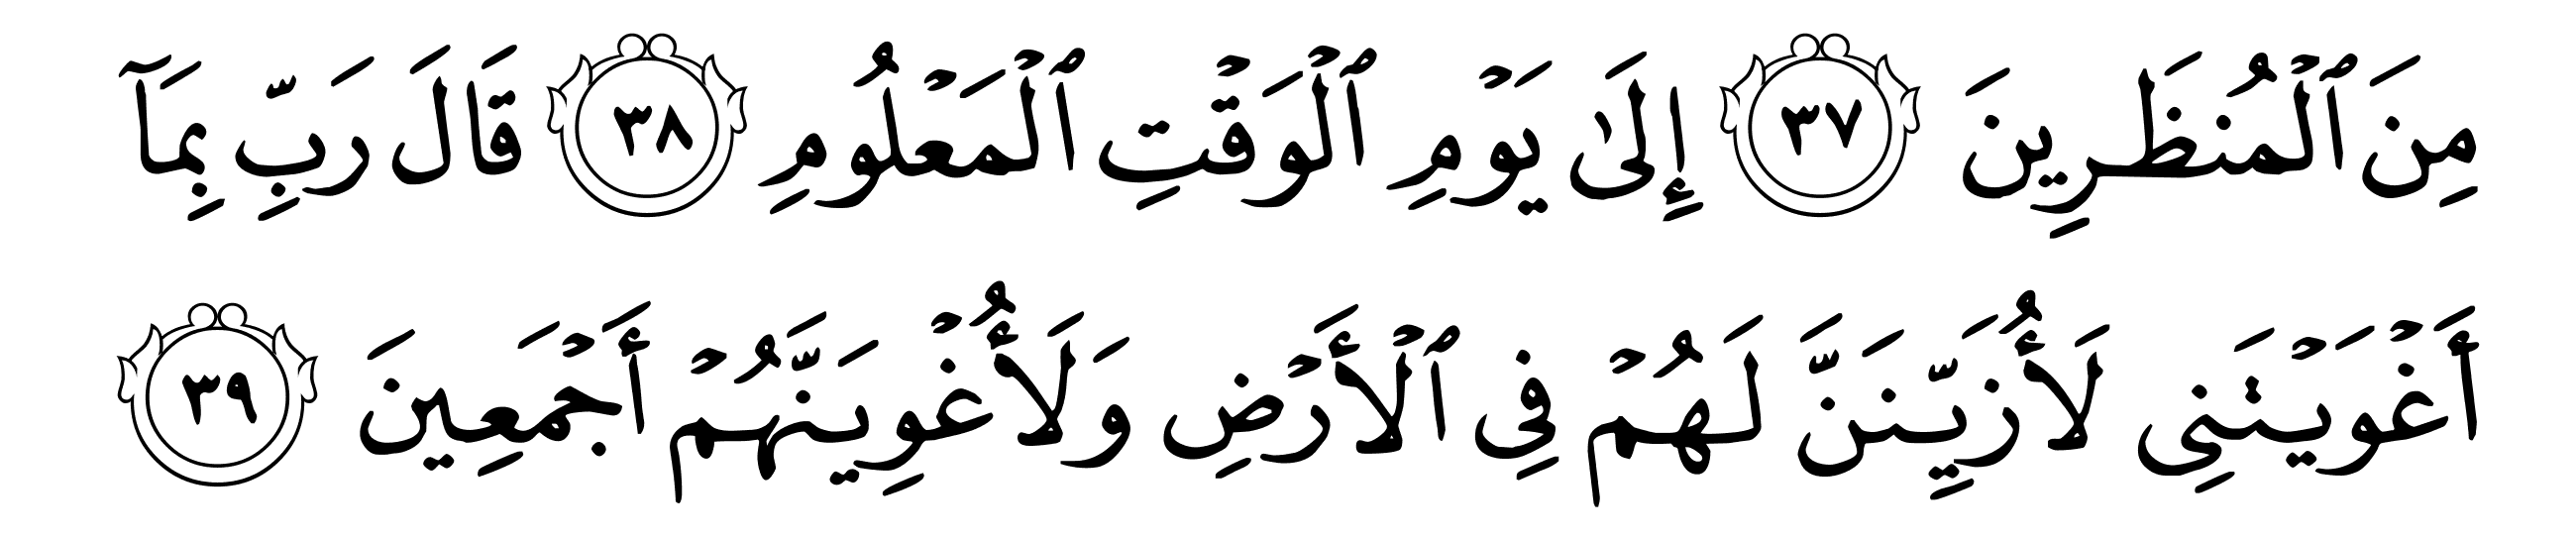 مِنَ ٱلْمُنظَرِينَ ٣٧ إِلَىٰ يَوْمِ ٱلْوَقْتِ ٱلْمَعْلُومِ ٣٨ قَالَ رَبِّ بِمَآ
أَغْوَيْتَنِى لَأُزَيِّنَنَّ لَهُمْ فِى ٱلْأَرْضِ وَلَأُغْوِيَنَّهُمْ أَجْمَعِينَ ٣٩